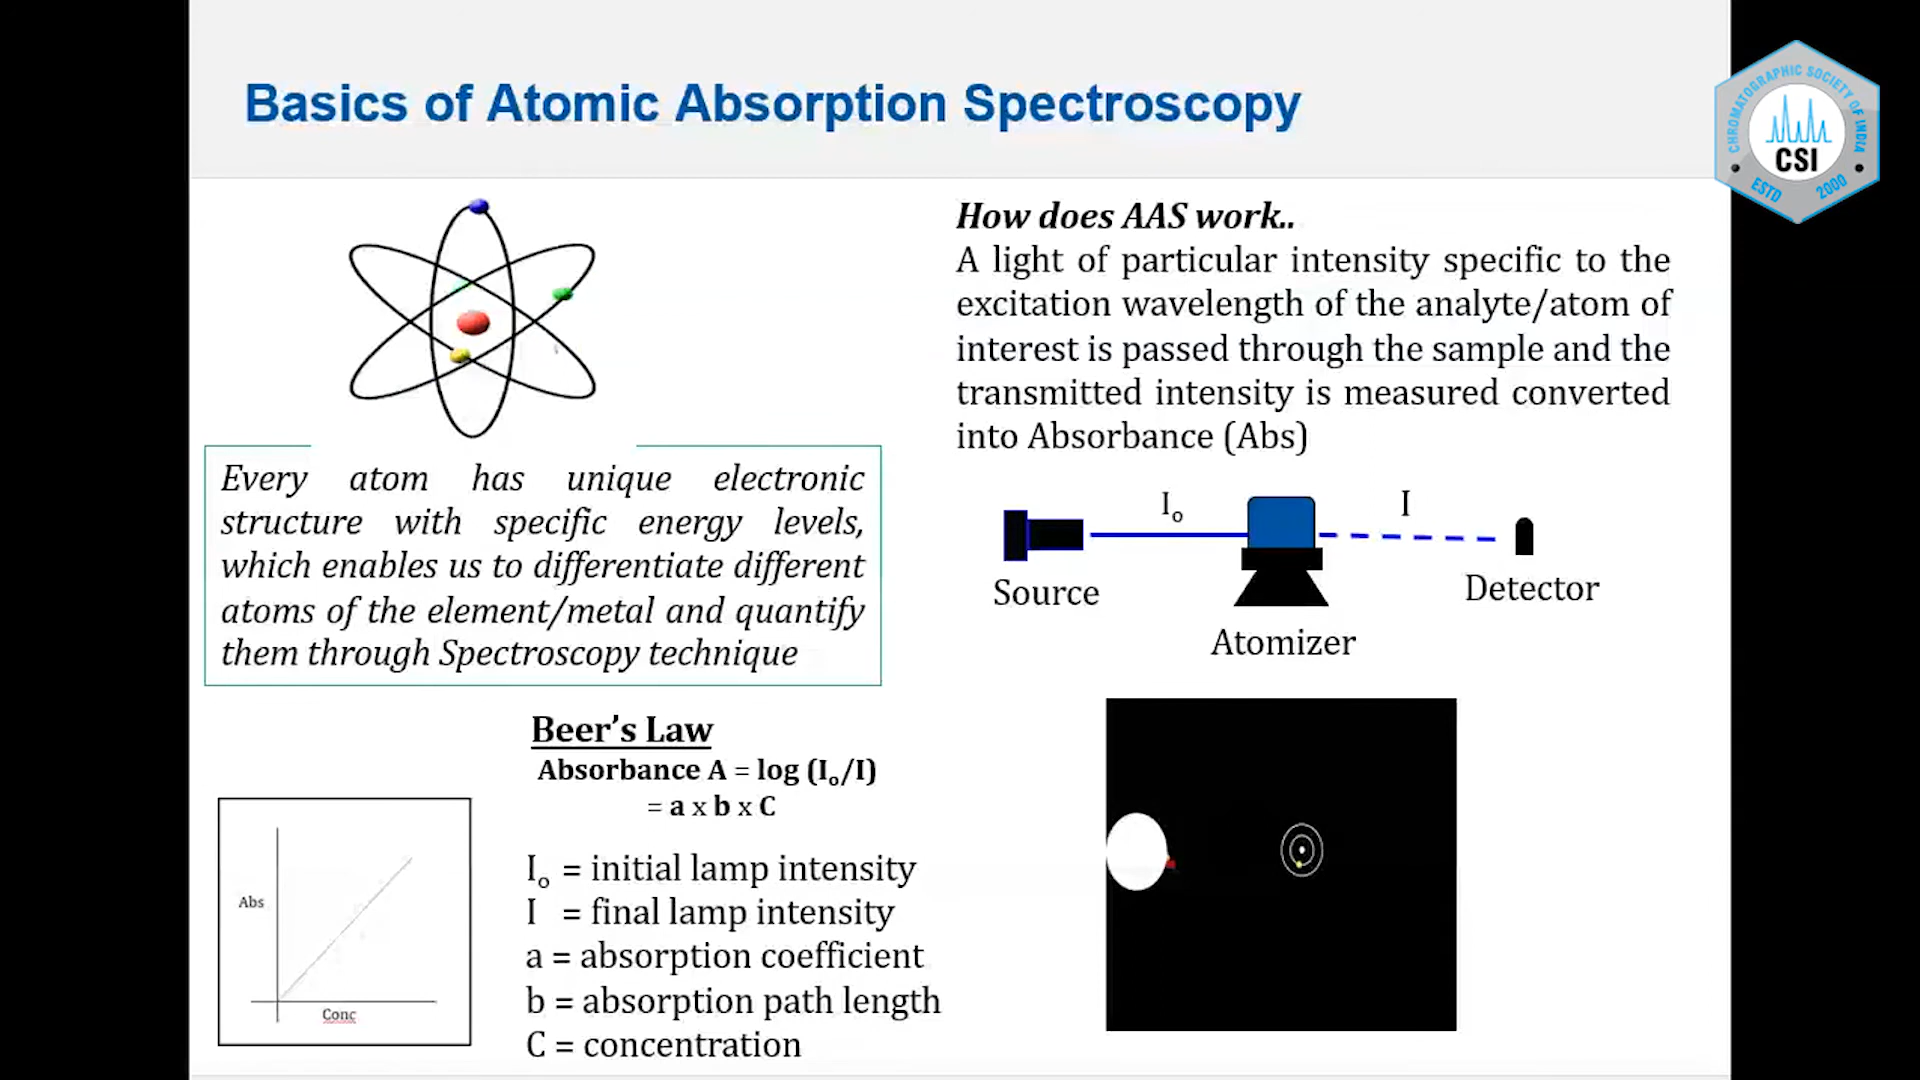 Basics of Atomic Absorption Spectroscopy
CHROMATOGRAPHIC SOCIETY OF INDIA
CSI
ESTD 2000
How does AAS work..
A light of particular intensity specific to the
excitation wavelength of the analyte/atom of
interest is passed through the sample and the
transmitted intensity is measured converted
into Absorbance (Abs)
Every atom has unique electronic
structure with specific energy levels,
which enables us to differentiate different
atoms of the element/metal and quantify
them through Spectroscopy technique
Iₒ
I
Source
Detector
Atomizer
Beer’s Law
Absorbance A = log (Iₒ/I)
= a x b x C
Iₒ = initial lamp intensity
I = final lamp intensity
a = absorption coefficient
b = absorption path length
C = concentration
Abs
Conc